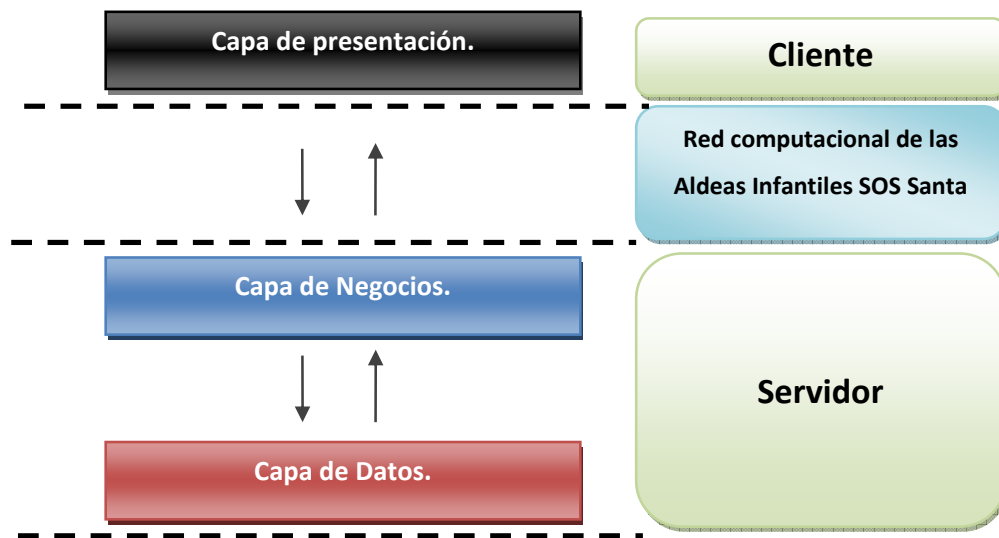 Capa de presentación.
Cliente
Red computacional de las
Aldeas Infantiles SOS Santa
Capa de Negocios.
Servidor
Capa de Datos.